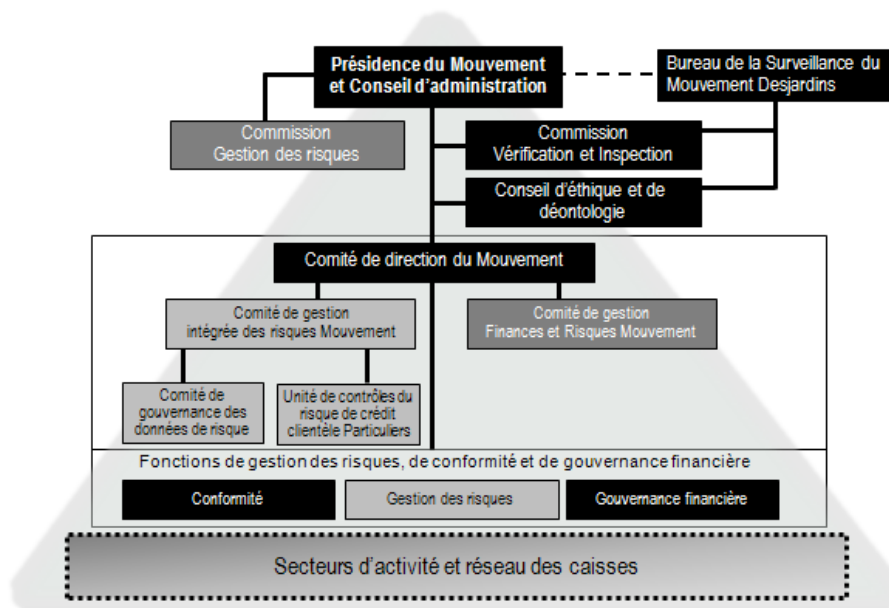 Présidence du Mouvement
et Conseil d'administration
Bureau de la Surveillance du
Mouvement Desjardins
Commission
Gestion des risques
Commission
Vérification et Inspection
Conseil d'éthique et de
déontologie
Comité de direction du Mouvement
Comité de gestion
intégrée des risques Mouvement
Comité de gestion
Finances et Risques Mouvement
Comité de
gouvernance des
données de risque
Unité de contrôles du
risque de crédit
clientèle Particuliers
Fonctions de gestion des risques, de conformité et de gouvernance financière
Conformité
Gestion des risques
Gouvernance financière
Secteurs d'activité et réseau des caisses